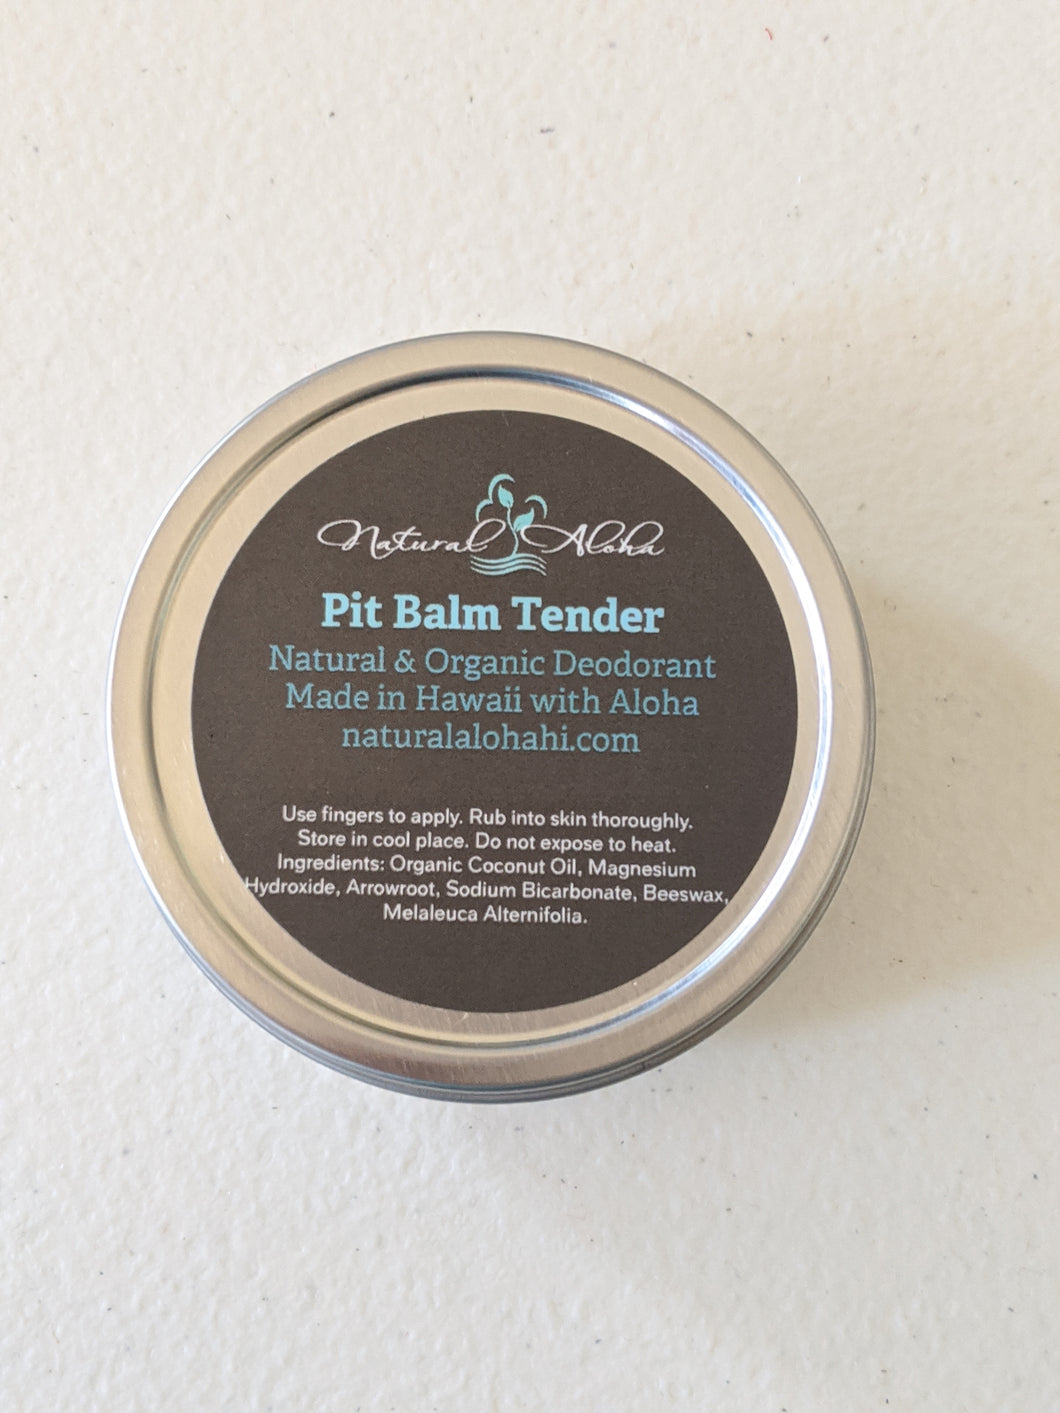 Natural Aloha
Pit Balm Tender
Natural & Organic Deodorant
Made in Hawaii with Aloha
naturalalohahi.com
Use fingers to apply. Rub into skin thoroughly.
Store in cool place. Do not expose to heat.
Ingredients: Organic Coconut Oil, Magnesium
Hydroxide, Arrowroot, Sodium Bicarbonate, Beeswax,
Melaleuca Alternifolia.